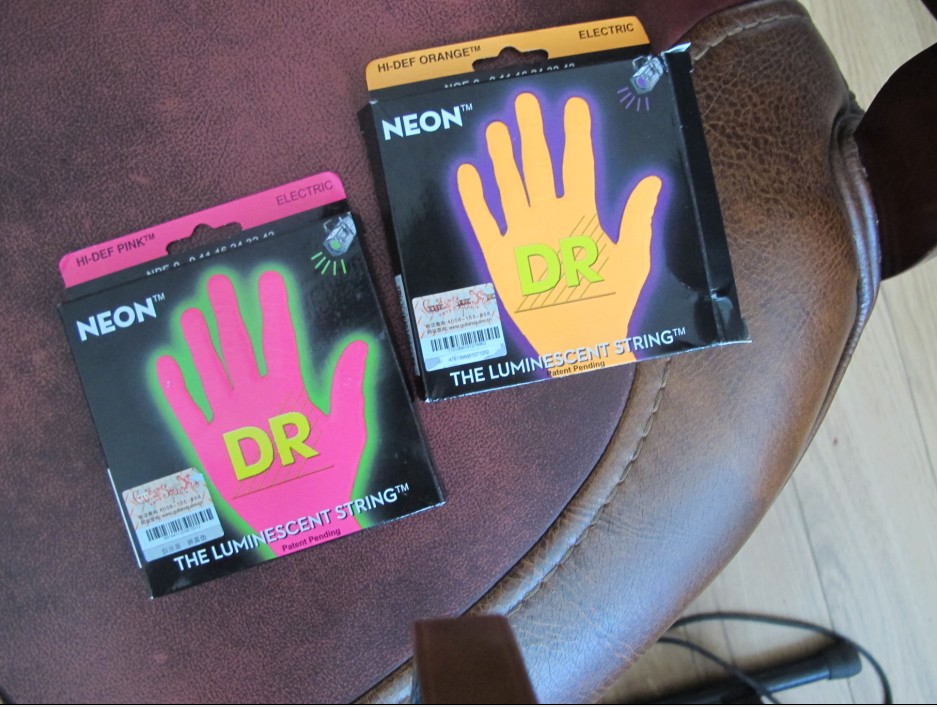 HI-DEF ORANGE™
ELECTRIC
NEON™
DR
THE LUMINESCENT STRING™
Patent Pending
HI-DEF PINK™
ELECTRIC
NEON™
DR
THE LUMINESCENT STRING™
Patent Pending